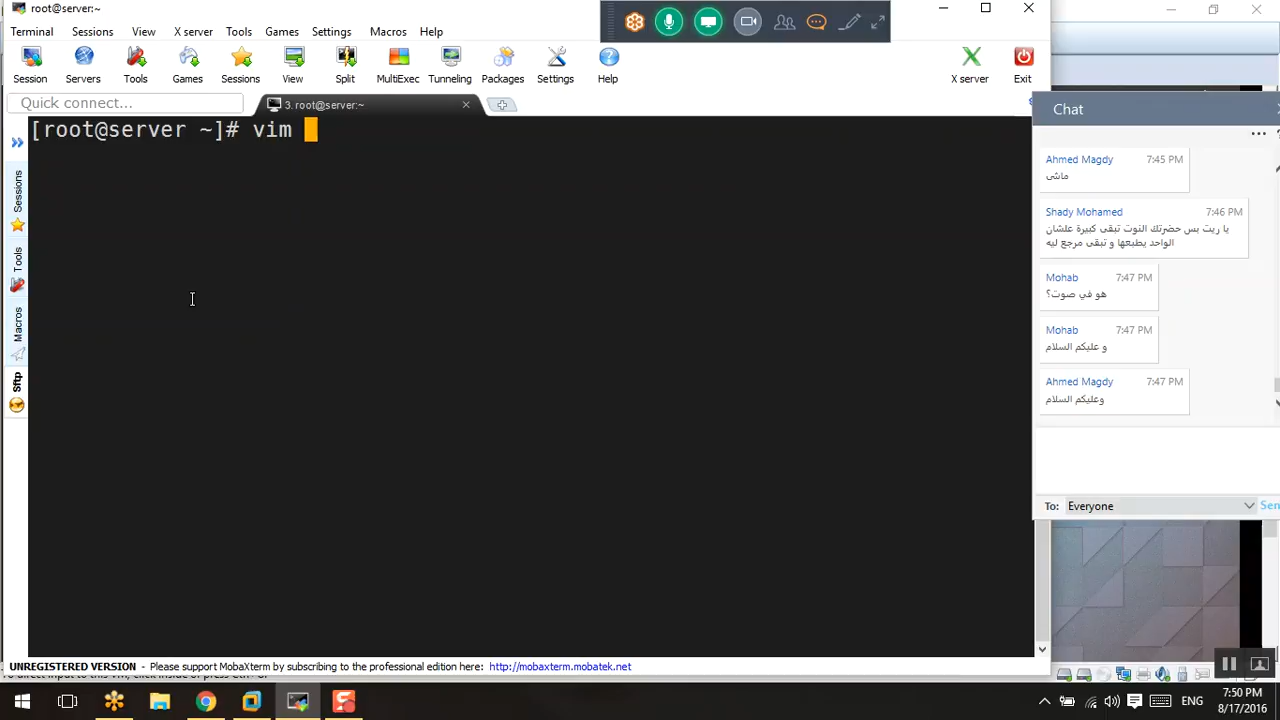 root@server:~
Terminal Sessions View X server Tools Games Settings Macros Help
Session Servers Tools Games Sessions View Split MultiExec Tunneling Packages Settings Help X server Exit
Quick connect...
3. root@server:~
[root@server ~]# vim
Sessions
Tools
Macros
Sftp
Chat
Ahmed Magdy 7:45 PM
ماشى
Shady Mohamed 7:46 PM
يا ريت بس حضرتك النوت تبقى كبيرة علشان
الواحد يطبعها و تبقى مرجع ليه
Mohab 7:47 PM
هو في صوت؟
Mohab 7:47 PM
و عليكم السلام
Ahmed Magdy 7:47 PM
وعليكم السلام
To: Everyone
Sen
UNREGISTERED VERSION - Please support MobaXterm by subscribing to the professional edition here: http://mobaxterm.mobatek.net
ENG
7:50 PM
8/17/2016